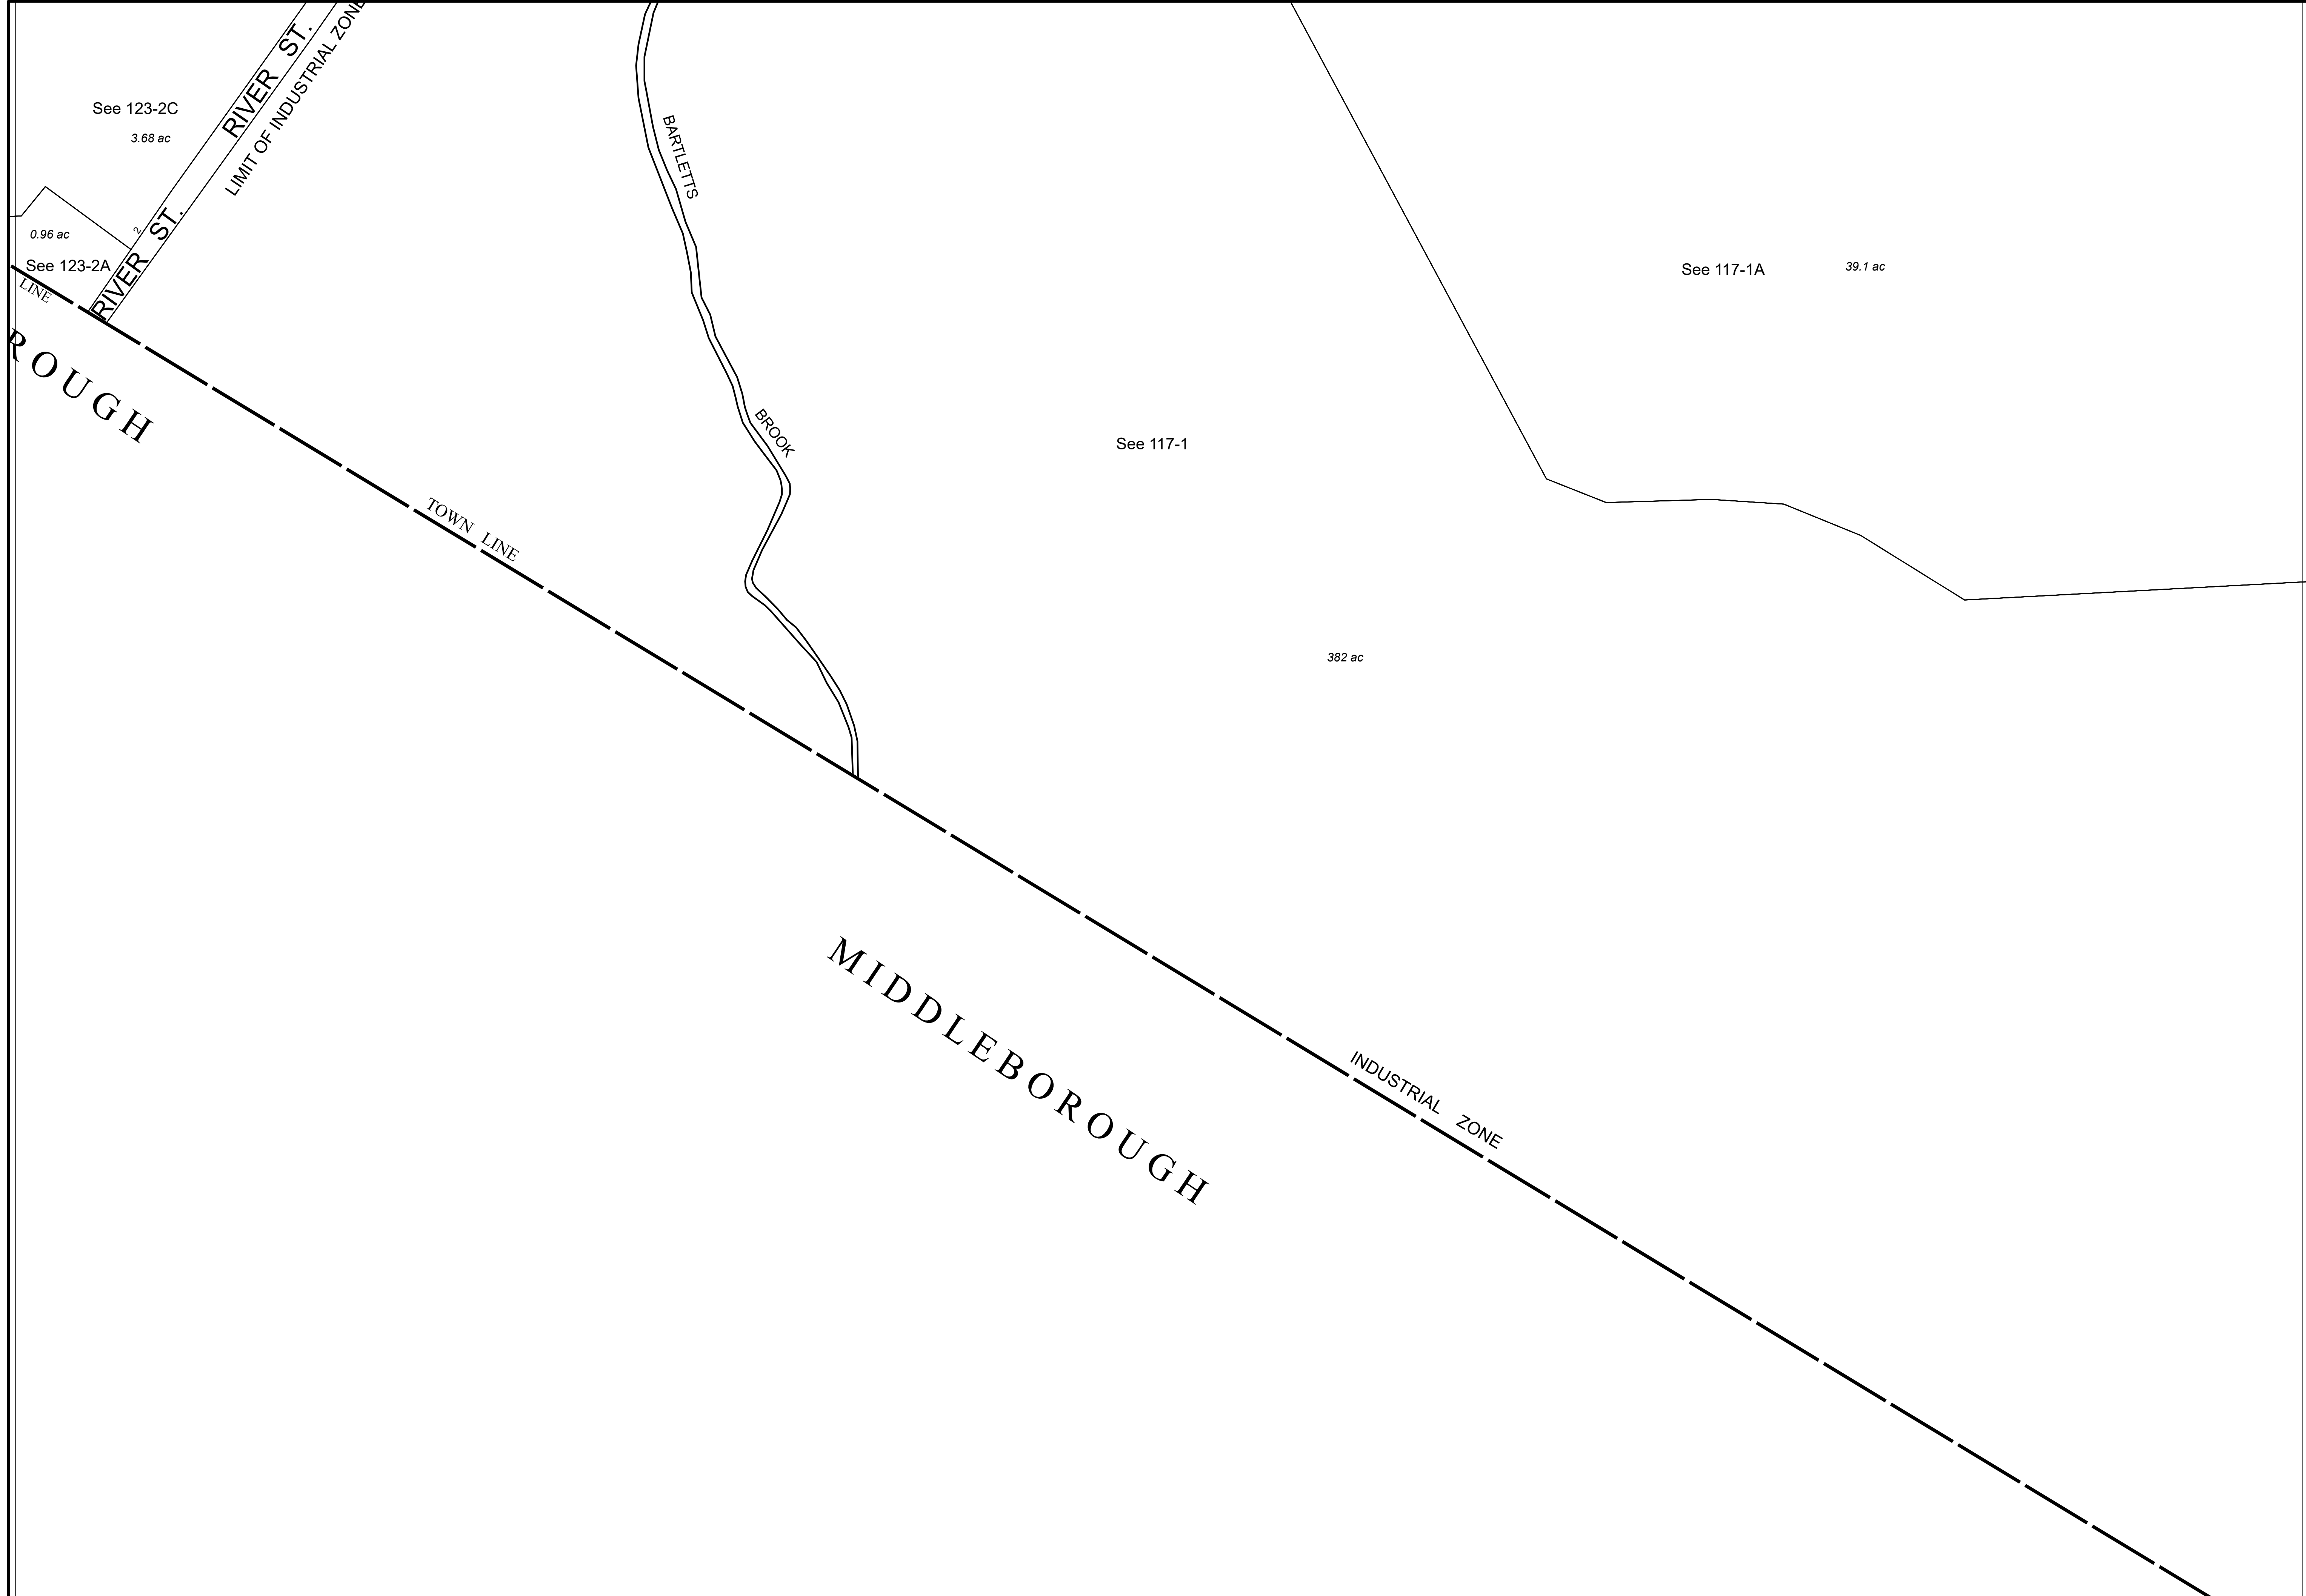 RIVER ST.
LIMIT OF INDUSTRIAL ZONE
See 123-2C
3.68 ac
2
RIVER ST.
0.96 ac
See 123-2A
LINE
ROUGH
BARTLETTS
BROOK
See 117-1A
39.1 ac
See 117-1
TOWN LINE
382 ac
MIDDLEBOROUGH
INDUSTRIAL ZONE